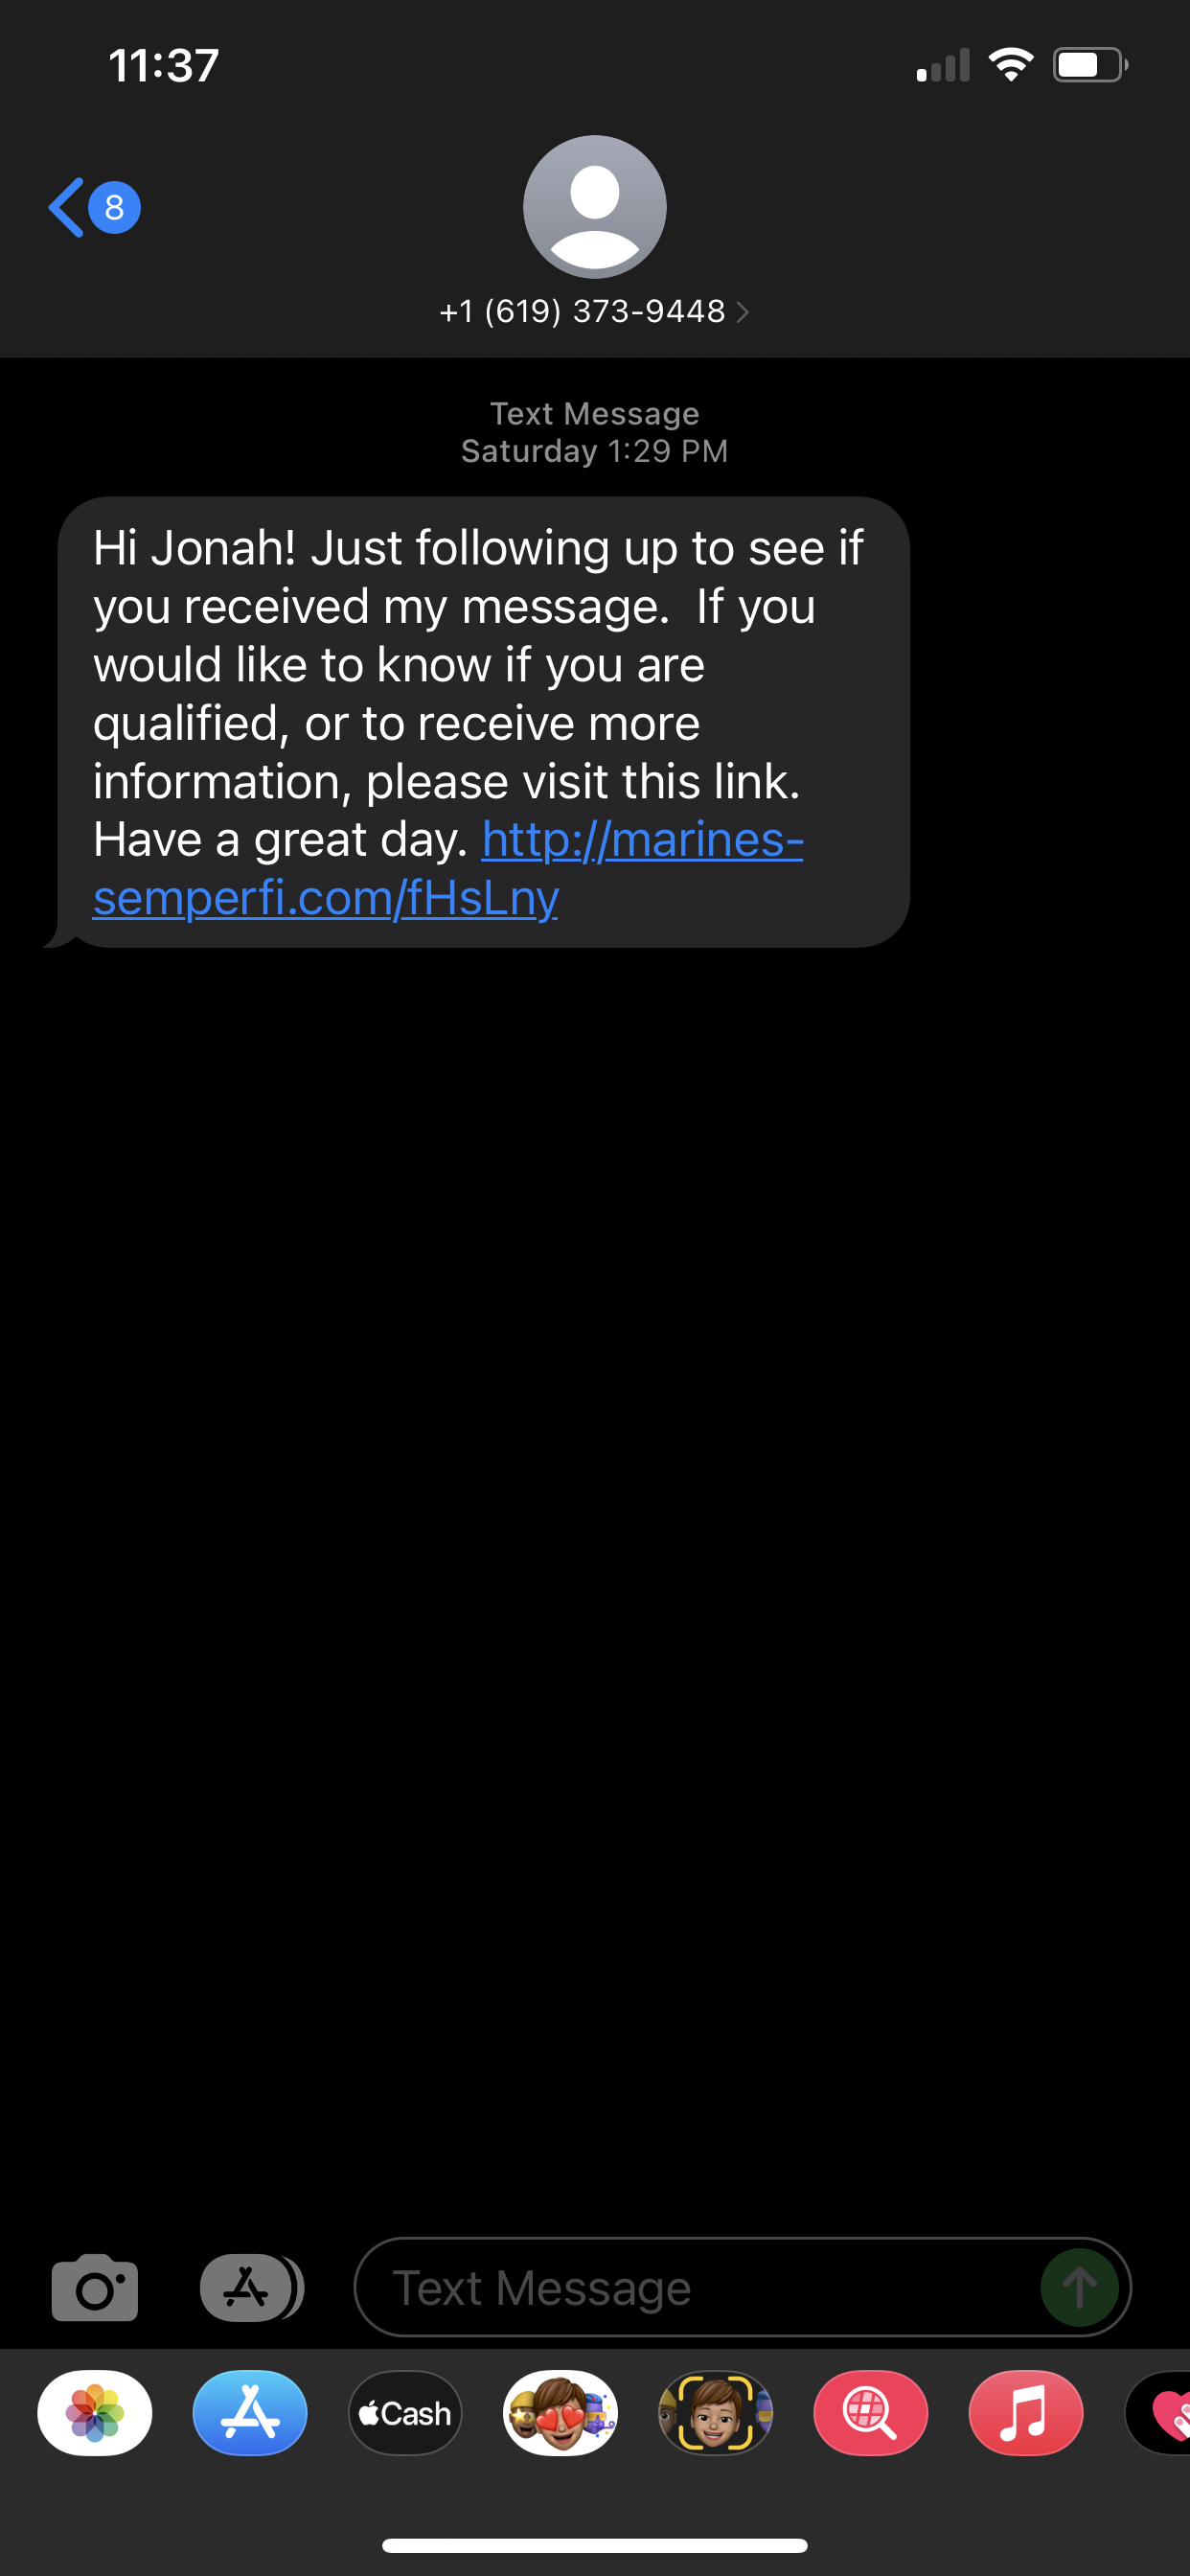 11:37
8
+1 (619) 373-9448
Text Message
Saturday 1:29 PM
Hi Jonah! Just following up to see if
you received my message.  If you
would like to know if you are
qualified, or to receive more
information, please visit this link.
Have a great day. http://marines-
semperfi.com/fHsLny
Text Message
Cash